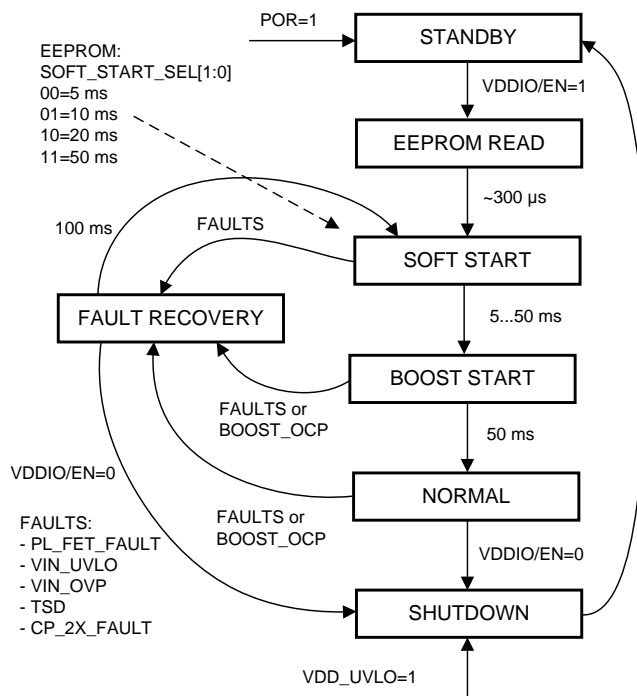 POR=1
STANDBY
EEPROM:
SOFT_START_SEL[1:0]
00=5 ms
01=10 ms
10=20 ms
11=50 ms
VDDIO/EN=1
EEPROM READ
~300 µs
100 ms
FAULTS
SOFT START
5...50 ms
FAULT RECOVERY
BOOST START
FAULTS or
BOOST_OCP
50 ms
VDDIO/EN=0
NORMAL
FAULTS or
BOOST_OCP
FAULTS:
- PL_FET_FAULT
- VIN_UVLO
- VIN_OVP
- TSD
- CP_2X_FAULT
VDDIO/EN=0
SHUTDOWN
VDD_UVLO=1